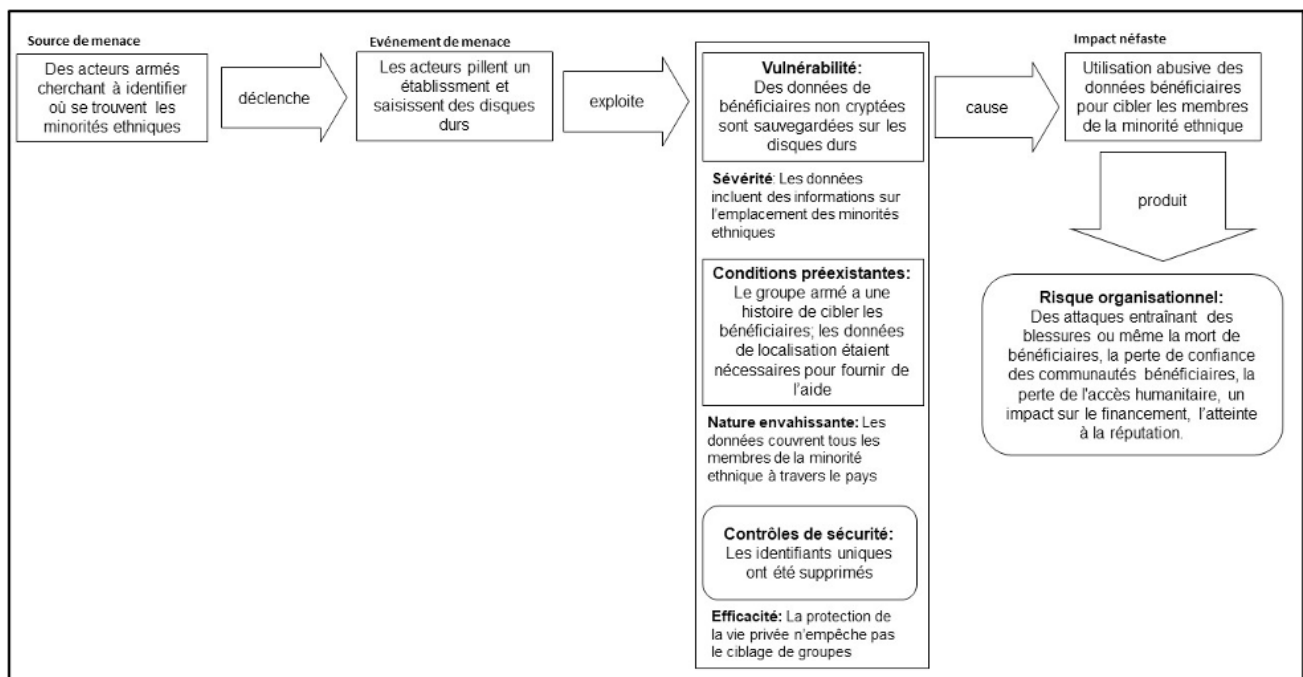 Source de menace
Des acteurs armés
cherchant à identifier
où se trouvent les
minorités ethniques
déclenche
Evénement de menace
Les acteurs pillent un
établissment et
saisissent des disques
durs
exploite
Vulnérabilité:
Des données de
bénéficiaires non cryptées
sont sauvegardées sur les
disques durs
Sévérité: Les données
incluent des informations sur
l'emplacement des minorités
ethniques
Conditions préexistantes:
Le groupe armé a une
histoire de cibler les
bénéficiaires; les données
de localisation étaient
nécessaires pour fournir de
l'aide
Nature envahissante: Les
données couvrent tous les
membres de la minorité
ethnique à travers le pays
Contrôles de sécurité:
Les identifiants uniques
ont été supprimés
Efficacité: La protection de
la vie privée n'empêche pas
le ciblage de groupes
cause
Impact néfaste
Utilisation abusive des
données bénéficiaires
pour cibler les membres
de la minorité ethnique
produit
Risque organisationnel:
Des attaques entraînant des
blessures ou même la mort de
bénéficiaires, la perte de confiance
des communautés bénéficiaires, la
perte de l'accès humanitaire, un
impact sur le financement, l'atteinte
à la réputation.